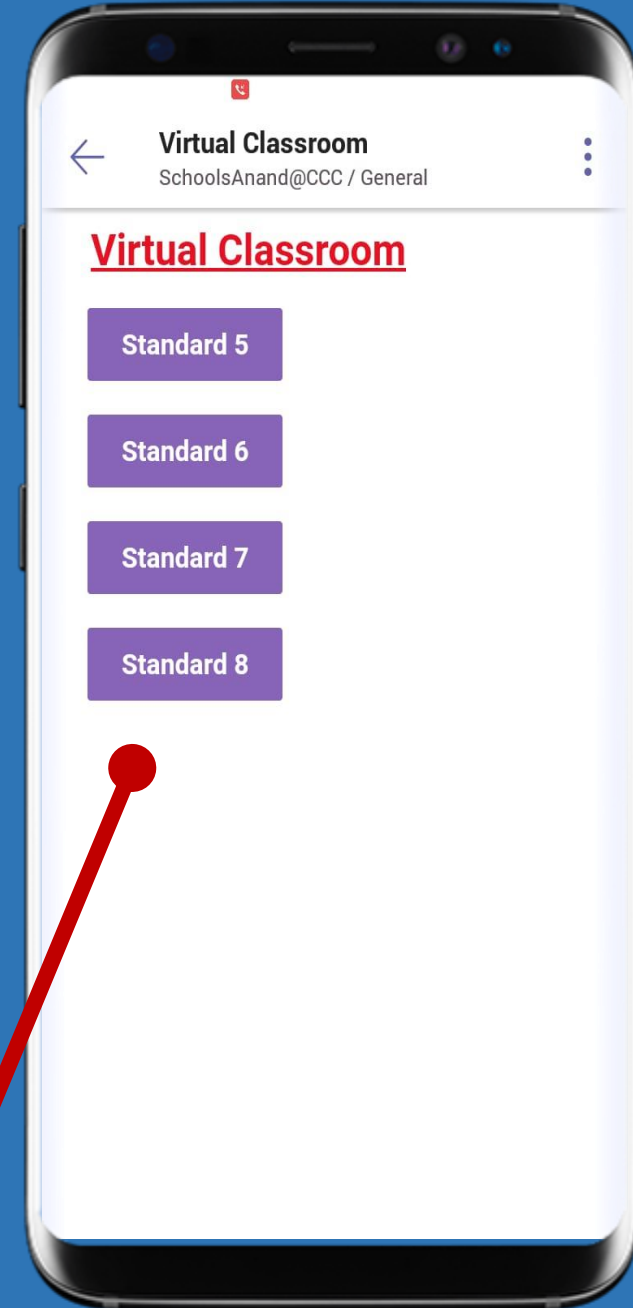 Virtual Classroom
SchoolsAnand@CCC / General
Virtual Classroom
Standard 5
Standard 6
Standard 7
Standard 8